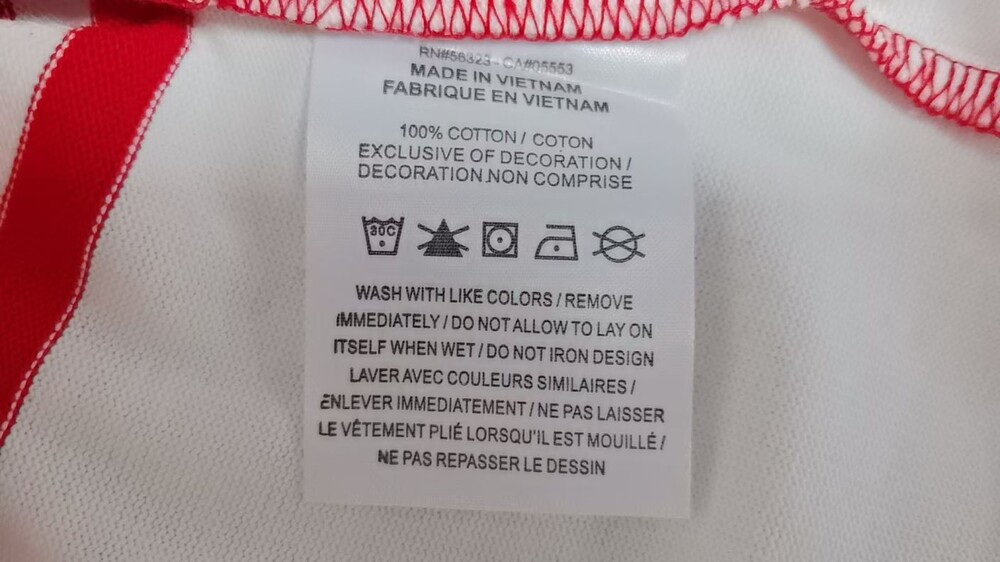 RN#56323 - CA#05553
MADE IN VIETNAM
FABRIQUE EN VIETNAM
100% COTTON / COTON
EXCLUSIVE OF DECORATION /
DECORATION.NON COMPRISE
30C
WASH WITH LIKE COLORS / REMOVE
IMMEDIATELY / DO NOT ALLOW TO LAY ON
ITSELF WHEN WET / DO NOT IRON DESIGN
LAVER AVEC COULEURS SIMILAIRES /
ENLEVER IMMEDIATEMENT / NE PAS LAISSER
LE VÊTEMENT PLIÉ LORSQU'IL EST MOUILLÉ /
NE PAS REPASSER LE DESSIN